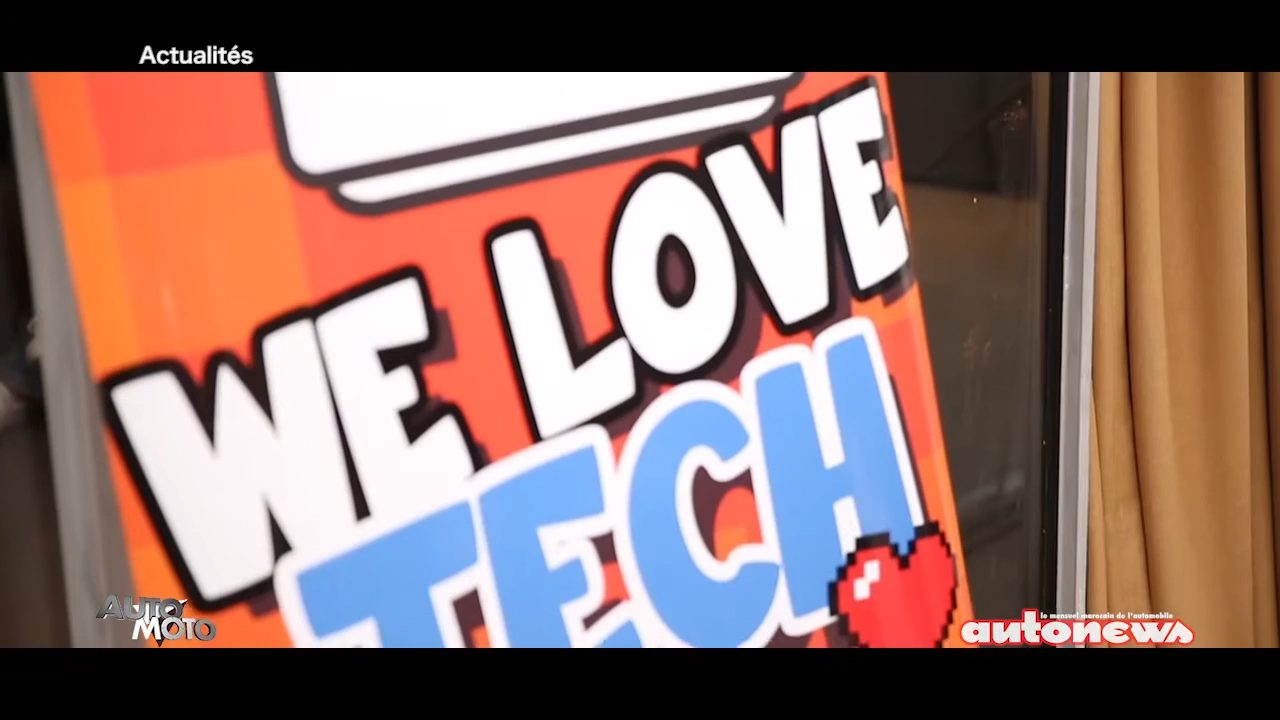 Actualités
WE LOVE
TECH
AUTO
MOTO
le mensuel marocain de l'automobile
autonews